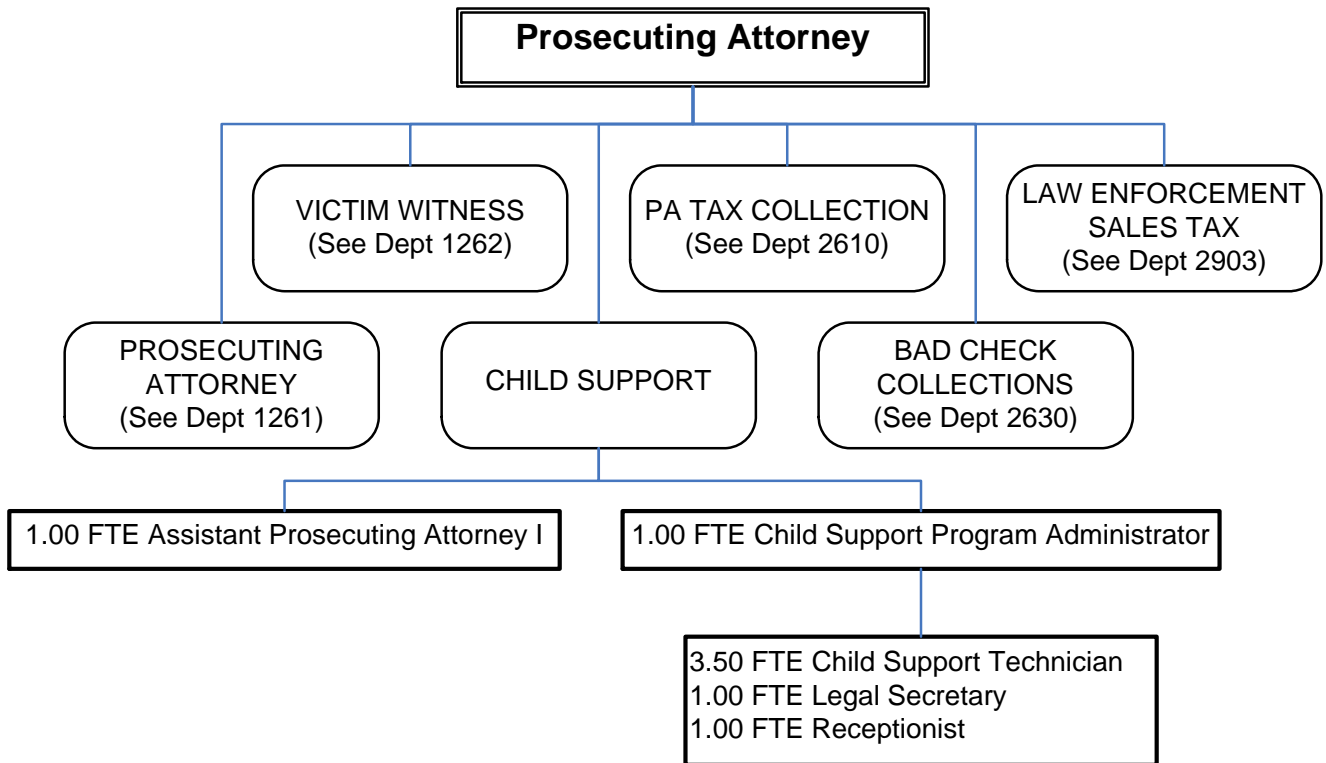 Prosecuting Attorney
VICTIM WITNESS
(See Dept 1262)
PA TAX COLLECTION
(See Dept 2610)
LAW ENFORCEMENT
SALES TAX
(See Dept 2903)
PROSECUTING
ATTORNEY
(See Dept 1261)
CHILD SUPPORT
BAD CHECK
COLLECTIONS
(See Dept 2630)
1.00 FTE Assistant Prosecuting Attorney I
1.00 FTE Child Support Program Administrator
3.50 FTE Child Support Technician
1.00 FTE Legal Secretary
1.00 FTE Receptionist